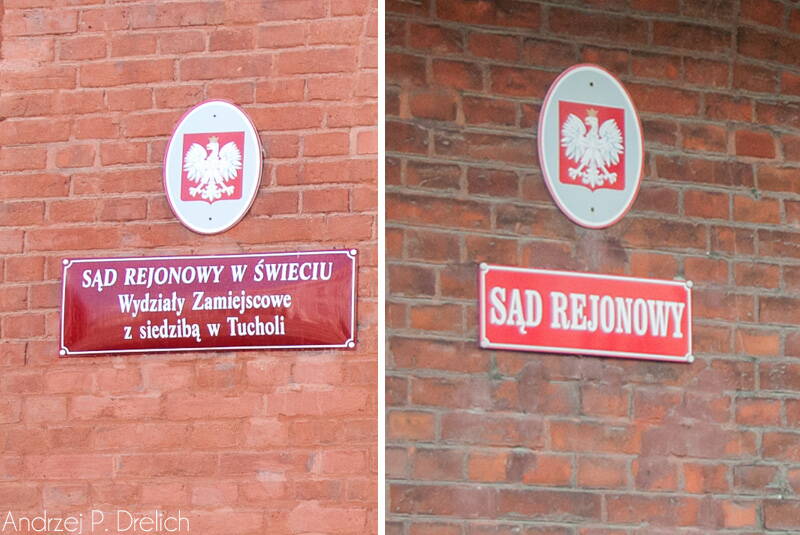 SĄD REJONOWY W ŚWIECIU
Wydziały Zamiejscowe
z siedzibą w Tucholi
SĄD REJONOWY
Andrzej P. Drelich